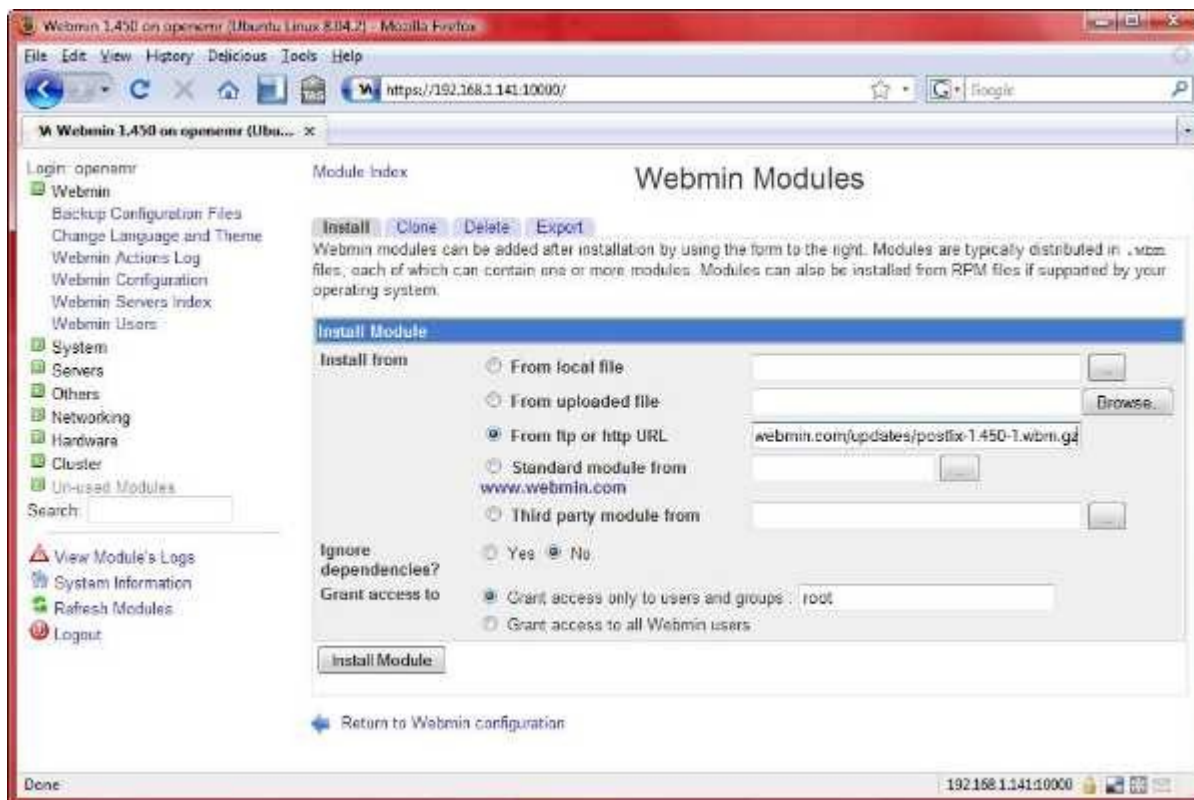 Webmin 1.450 on openemr (Ubuntu Linux 8.04.2) - Mozilla Firefox
File Edit View History Delicious Tools Help
https://192.168.1.141:10000/
Google
Webmin 1.450 on openemr (Ubu...
Login: openemr
Webmin
Backup Configuration Files
Change Language and Theme
Webmin Actions Log
Webmin Configuration
Webmin Servers Index
Webmin Users
System
Servers
Others
Networking
Hardware
Cluster
Un-used Modules
Search:
View Module's Logs
System Information
Refresh Modules
Logout
Module Index
Webmin Modules
Install Clone Delete Export
Webmin modules can be added after installation by using the form to the right. Modules are typically distributed in .wbm
files, each of which can contain one or more modules. Modules can also be installed from RPM files if supported by your
operating system.
Install Module
Install from
From local file ...
From uploaded file Browse..
From ftp or http URL webmin.com/updates/postfix-1.450-1.wbm.gz
Standard module from ...
www.webmin.com
Third party module from ...
Ignore dependencies? Yes No
Grant access to Grant access only to users and groups : root
Grant access to all Webmin users
Install Module
Return to Webmin configuration
Done 192.168.1.141:10000